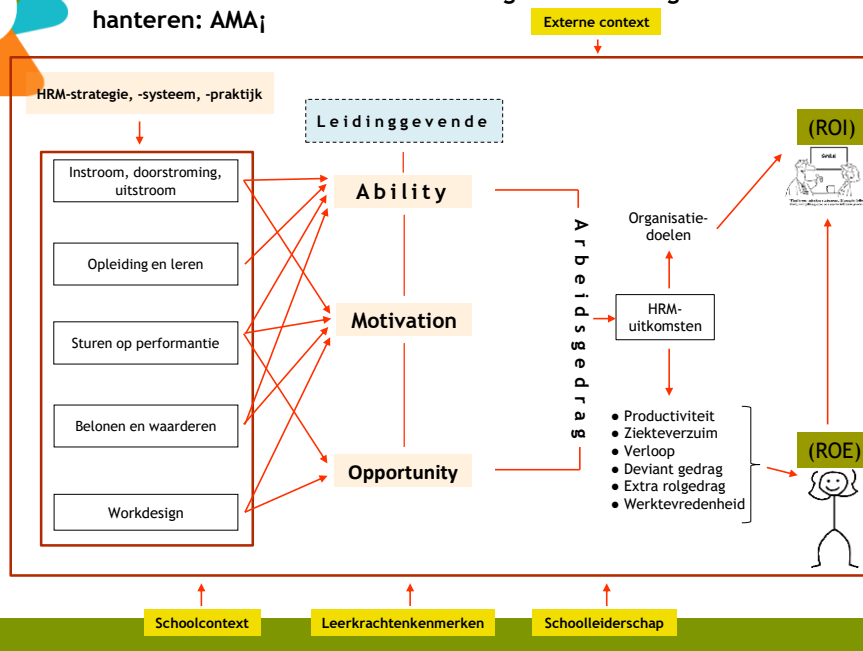 hanteren: AMA¡
Externe context
HRM-strategie, -systeem, -praktijk
Leidinggevende
Instroom, doorstroming,
uitstroom
Opleiding en leren
Sturen op performantie
Belonen en waarderen
Workdesign
Ability
Motivation
Opportunity
Arbeidsgedrag
Organisatie-
doelen
HRM-
uitkomsten
● Productiviteit
● Ziekteverzuim
● Verloop
● Deviant gedrag
● Extra rolgedrag
● Werktevredenheid
(ROI)
(ROE)
Schoolcontext
Leerkrachtenkenmerken
Schoolleiderschap